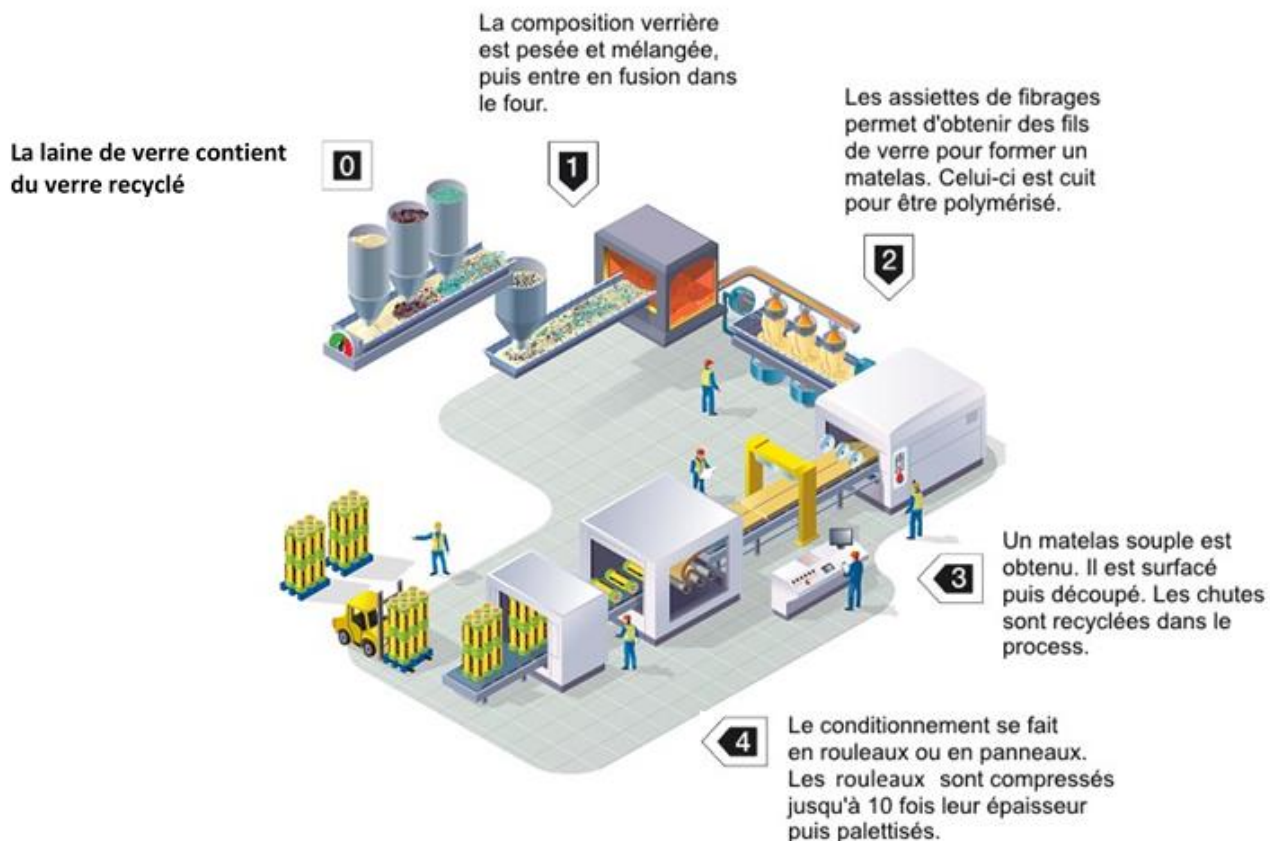 La laine de verre contient
du verre recyclé
0
1
La composition verrière
est pesée et mélangée,
puis entre en fusion dans
le four.
2
Les assiettes de fibrages
permet d'obtenir des fils
de verre pour former un
matelas. Celui-ci est cuit
pour être polymérisé.
3
Un matelas souple est
obtenu. Il est surfacé
puis découpé. Les chutes
sont recyclées dans le
process.
4
Le conditionnement se fait
en rouleaux ou en panneaux.
Les rouleaux sont compressés
jusqu'à 10 fois leur épaisseur
puis palettisés.